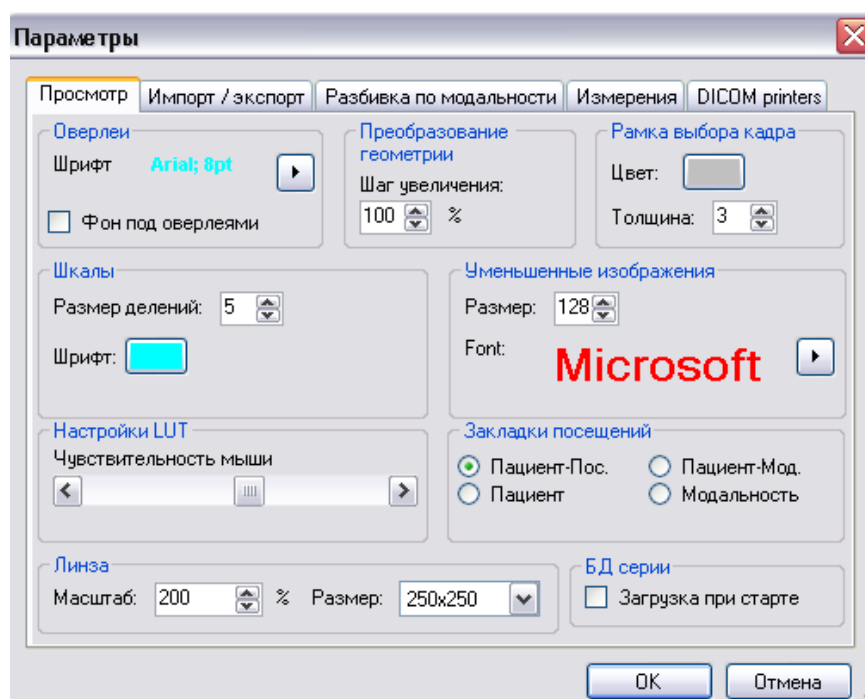 Параметры
Просмотр Импорт / экспорт Разбивка по модальности Измерения DICOM printers
Оверлеи
Шрифт Arial; 8pt
Фон под оверлеями
Преобразование
геометрии
Шаг увеличения:
100 %
Рамка выбора кадра
Цвет:
Толщина: 3
Шкалы
Размер делений: 5
Шрифт:
Уменьшенные изображения
Размер: 128
Font: Microsoft
Настройки LUT
Чувствительность мыши
Закладки посещений
Пациент-Пос. Пациент-Мод.
Пациент Модальность
Линза
Масштаб: 200 % Размер: 250x250
БД серии
Загрузка при старте
OK Отмена